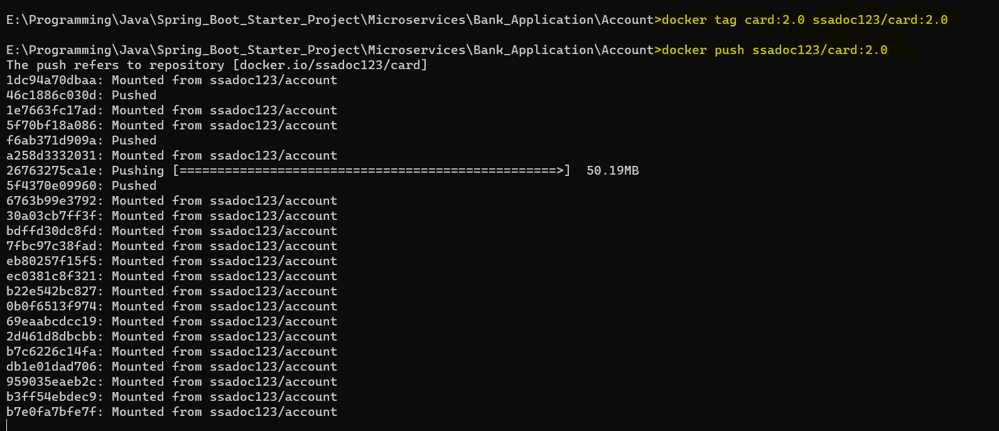 E:\Programming\Java\Spring_Boot_Starter_Project\Microservices\Bank_Application\Account>docker tag card:2.0 ssadoc123/card:2.0
E:\Programming\Java\Spring_Boot_Starter_Project\Microservices\Bank_Application\Account>docker push ssadoc123/card:2.0
The push refers to repository [docker.io/ssadoc123/card]
1dc94a70dbaa: Mounted from ssadoc123/account
46c1886c030d: Pushed
1e7663fc17ad: Mounted from ssadoc123/account
5f70bf18a086: Mounted from ssadoc123/account
f6ab371d909a: Pushed
a258d3332031: Mounted from ssadoc123/account
26763275ca1e: Pushing [==================================================>]  50.19MB
5f4370e09960: Pushed
6763b99e3792: Mounted from ssadoc123/account
30a03cb7ff3f: Mounted from ssadoc123/account
bdffd30dc8fd: Mounted from ssadoc123/account
7fbc97c38fad: Mounted from ssadoc123/account
eb80257f15f5: Mounted from ssadoc123/account
ec0381c8f321: Mounted from ssadoc123/account
b22e542bc827: Mounted from ssadoc123/account
0b0f6513f974: Mounted from ssadoc123/account
69eaabcdcc19: Mounted from ssadoc123/account
2d461d8dbcbb: Mounted from ssadoc123/account
b7c6226c14fa: Mounted from ssadoc123/account
db1e01dad706: Mounted from ssadoc123/account
959035eaeb2c: Mounted from ssadoc123/account
b3ff54ebdec9: Mounted from ssadoc123/account
b7e0fa7bfe7f: Mounted from ssadoc123/account